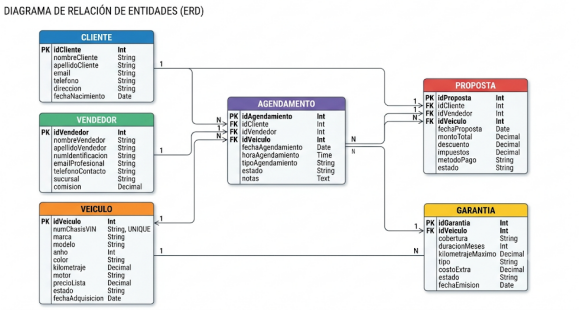 DIAGRAMA DE RELACIÓN DE ENTIDADES (ERD)
CLIENTE
PK idCliente Int
nombreCliente String
apellidoCliente String
email String
telefono String
direccion String
fechaNacimiento Date
VENDEDOR
PK idVendedor Int
nombreVendedor String
apellidoVendedor String
numIdentificacion String
emailProfesional String
telefonoContacto String
sucursal String
comision Decimal
VEICULO
PK idVeiculo Int
numChasisVIN String, UNIQUE
marca String
modelo String
anho Int
color String
kilometraje Decimal
motor String
precioLista Decimal
estado String
fechaAdquisicion Date
AGENDAMENTO
PK idAgendamento Int
FK idCliente Int
FK idVendedor Int
FK idVeiculo Int
fechaAgendamento Date
horaAgendamento Time
tipoAgendamento String
estado String
notas Text
PROPOSTA
PK idProposta Int
FK idCliente Int
FK idVendedor Int
FK idVeiculo Int
fechaProposta Date
montoTotal Decimal
descuento Decimal
impuestos Decimal
metodoPago String
estado String
GARANTIA
PK idGarantia Int
FK idVeiculo Int
cobertura String
duracionMeses Int
kilometrajeMaximo Decimal
tipo String
costoExtra Decimal
estado String
fechaEmision Date
1
N
1
N
1
1
1
1
1
N
N
1
N
1
N